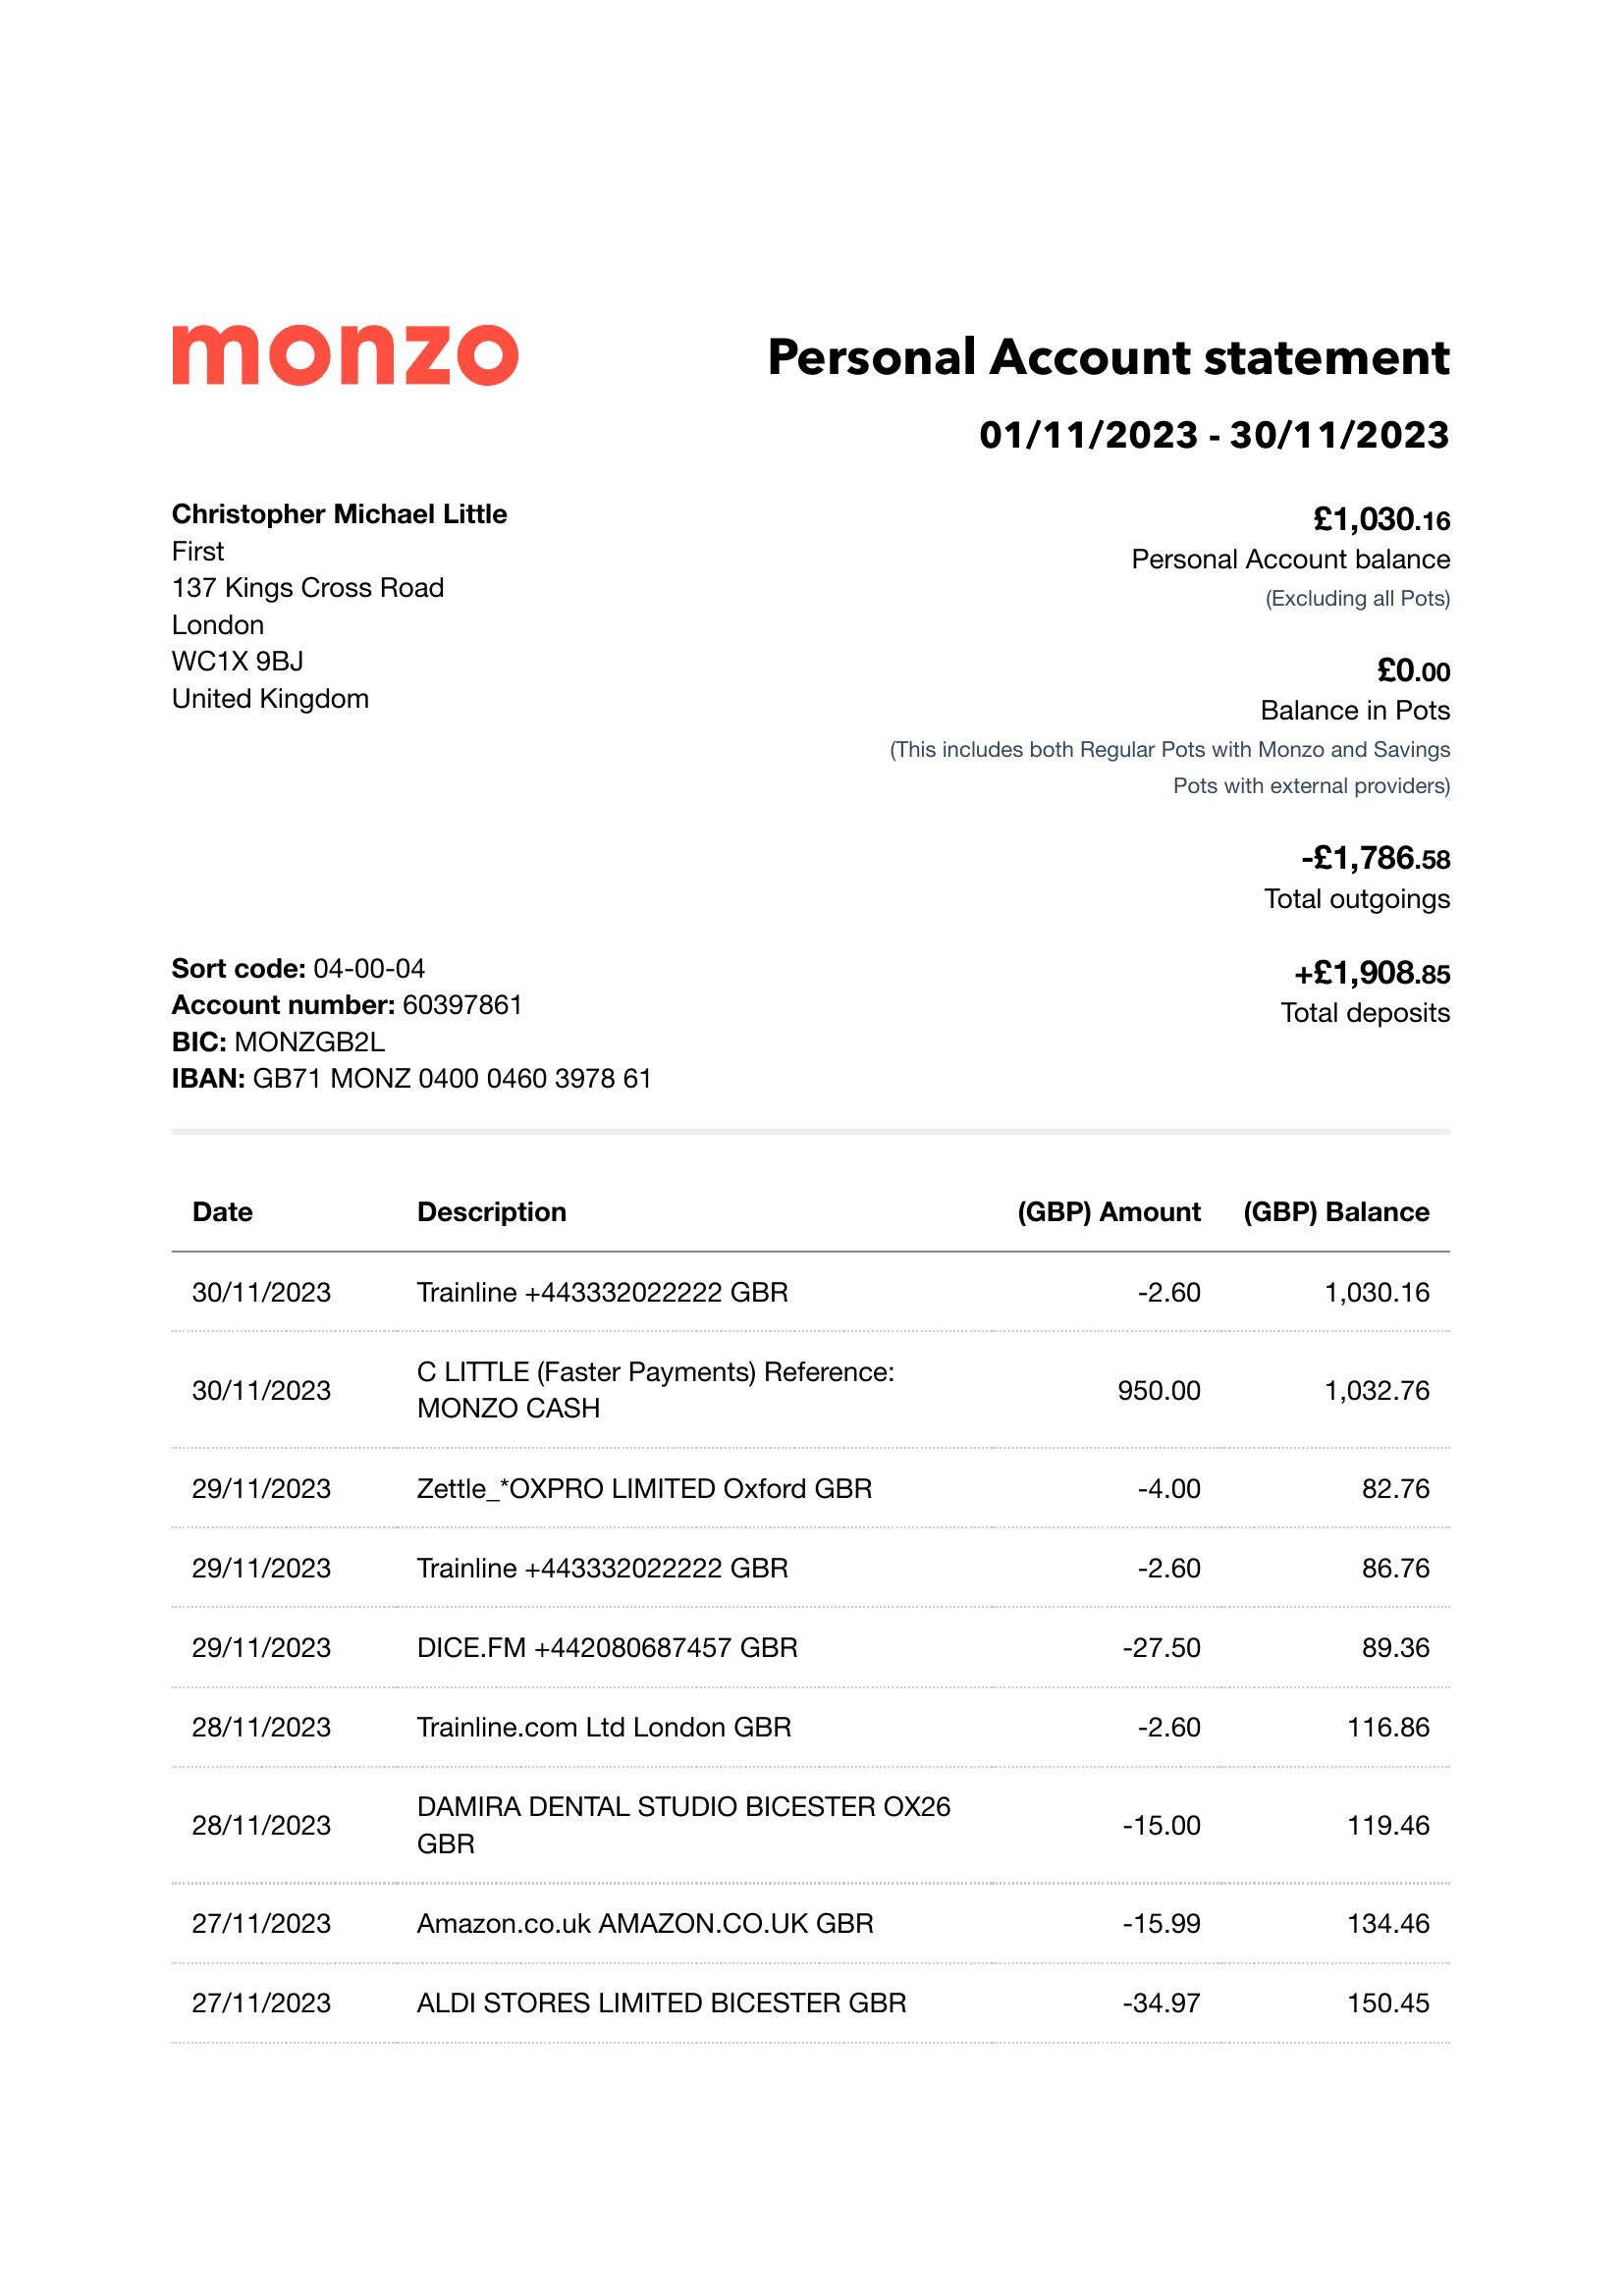 monzo
Personal Account statement
01/11/2023 - 30/11/2023
Christopher Michael Little
First
137 Kings Cross Road
London
WC1X 9BJ
United Kingdom
£1,030.16
Personal Account balance
(Excluding all Pots)
£0.00
Balance in Pots
(This includes both Regular Pots with Monzo and Savings
Pots with external providers)
-£1,786.58
Total outgoings
+£1,908.85
Total deposits
Sort code: 04-00-04
Account number: 60397861
BIC: MONZGB2L
IBAN: GB71 MONZ 0400 0460 3978 61
Date Description (GBP) Amount (GBP) Balance
30/11/2023 Trainline +443332022222 GBR -2.60 1,030.16
30/11/2023 C LITTLE (Faster Payments) Reference:
MONZO CASH 950.00 1,032.76
29/11/2023 Zettle_*OXPRO LIMITED Oxford GBR -4.00 82.76
29/11/2023 Trainline +443332022222 GBR -2.60 86.76
29/11/2023 DICE.FM +442080687457 GBR -27.50 89.36
28/11/2023 Trainline.com Ltd London GBR -2.60 116.86
28/11/2023 DAMIRA DENTAL STUDIO BICESTER OX26
GBR -15.00 119.46
27/11/2023 Amazon.co.uk AMAZON.CO.UK GBR -15.99 134.46
27/11/2023 ALDI STORES LIMITED BICESTER GBR -34.97 150.45